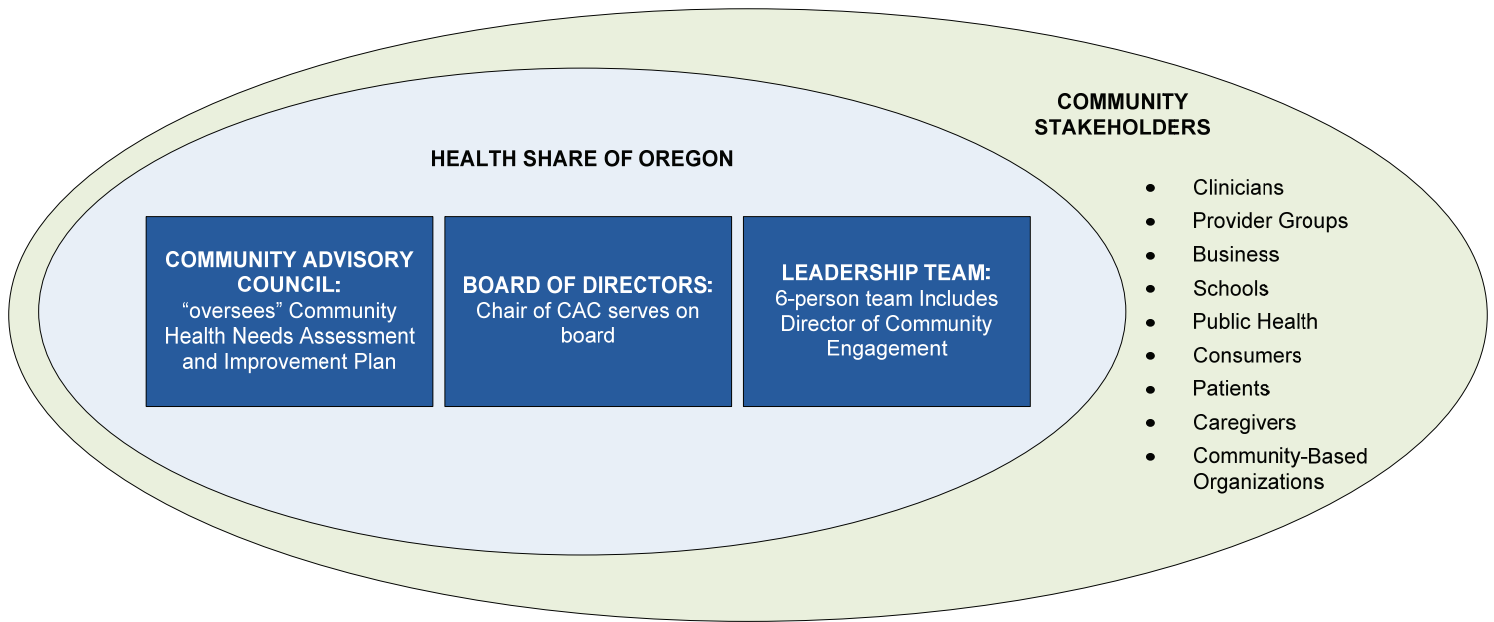 HEALTH SHARE OF OREGON
COMMUNITY ADVISORY
COUNCIL:
“oversees” Community
Health Needs Assessment
and Improvement Plan
BOARD OF DIRECTORS:
Chair of CAC serves on
board
LEADERSHIP TEAM:
6-person team Includes
Director of Community
Engagement
COMMUNITY
STAKEHOLDERS
• Clinicians
• Provider Groups
• Business
• Schools
• Public Health
• Consumers
• Patients
• Caregivers
• Community-Based
Organizations